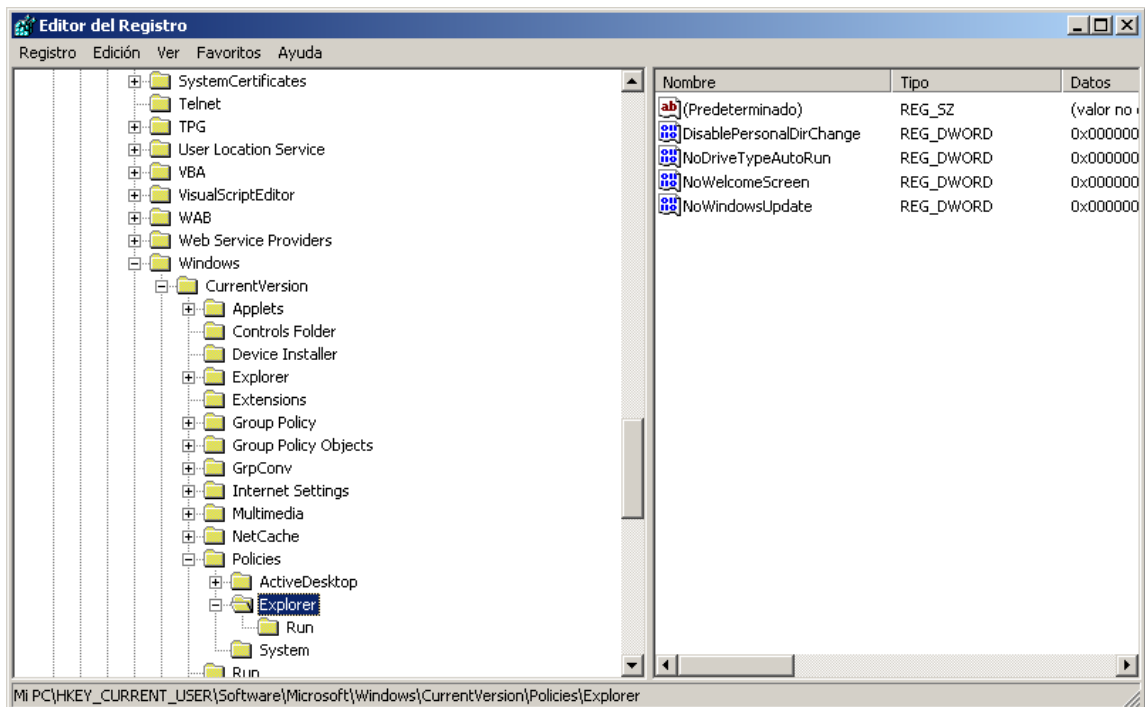 Editor del Registro
Registro Edición Ver Favoritos Ayuda
SystemCertificates
Telnet
TPG
User Location Service
VBA
VisualScriptEditor
WAB
Web Service Providers
Windows
CurrentVersion
Applets
Controls Folder
Device Installer
Explorer
Extensions
Group Policy
Group Policy Objects
GrpConv
Internet Settings
Multimedia
NetCache
Policies
ActiveDesktop
Explorer
Run
System
Run
Nombre Tipo Datos
(Predeterminado) REG_SZ (valor no
DisablePersonalDirChange REG_DWORD 0x000000
NoDriveTypeAutoRun REG_DWORD 0x000000
NoWelcomeScreen REG_DWORD 0x000000
NoWindowsUpdate REG_DWORD 0x000000
Mi PC\HKEY_CURRENT_USER\Software\Microsoft\Windows\CurrentVersion\Policies\Explorer